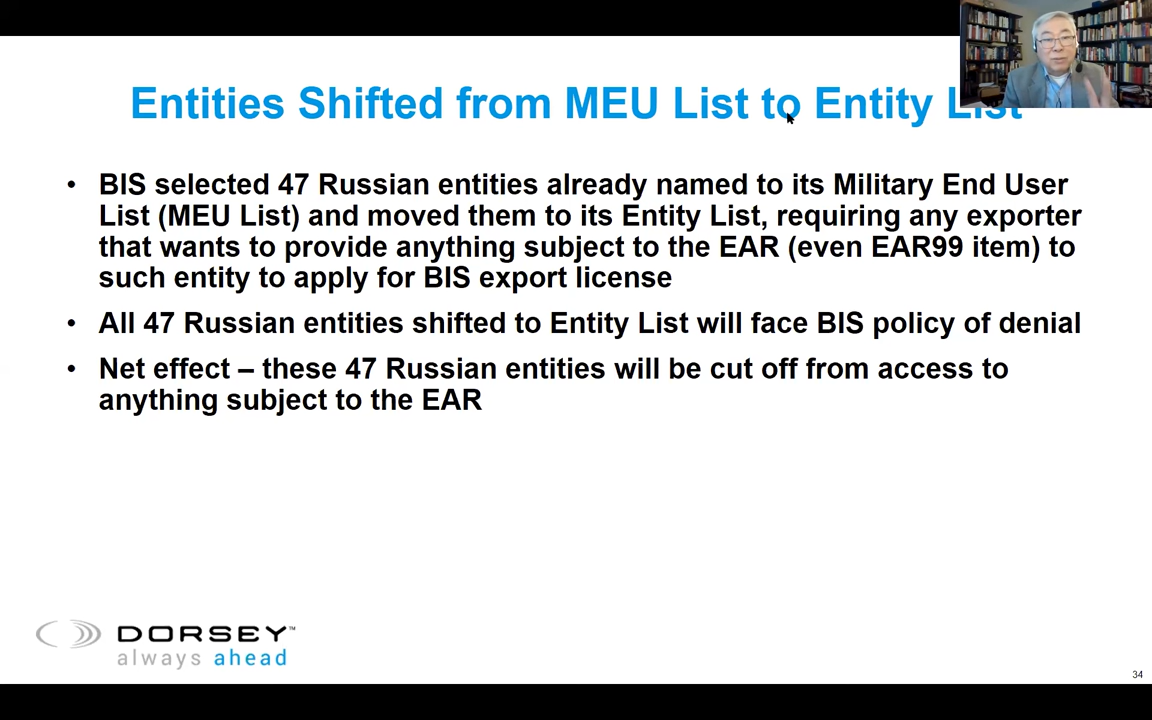 Entities Shifted from MEU List to Entity List
• BIS selected 47 Russian entities already named to its Military End User
List (MEU List) and moved them to its Entity List, requiring any exporter
that wants to provide anything subject to the EAR (even EAR99 item) to
such entity to apply for BIS export license
• All 47 Russian entities shifted to Entity List will face BIS policy of denial
• Net effect – these 47 Russian entities will be cut off from access to
anything subject to the EAR
DORSEY™
always ahead
34